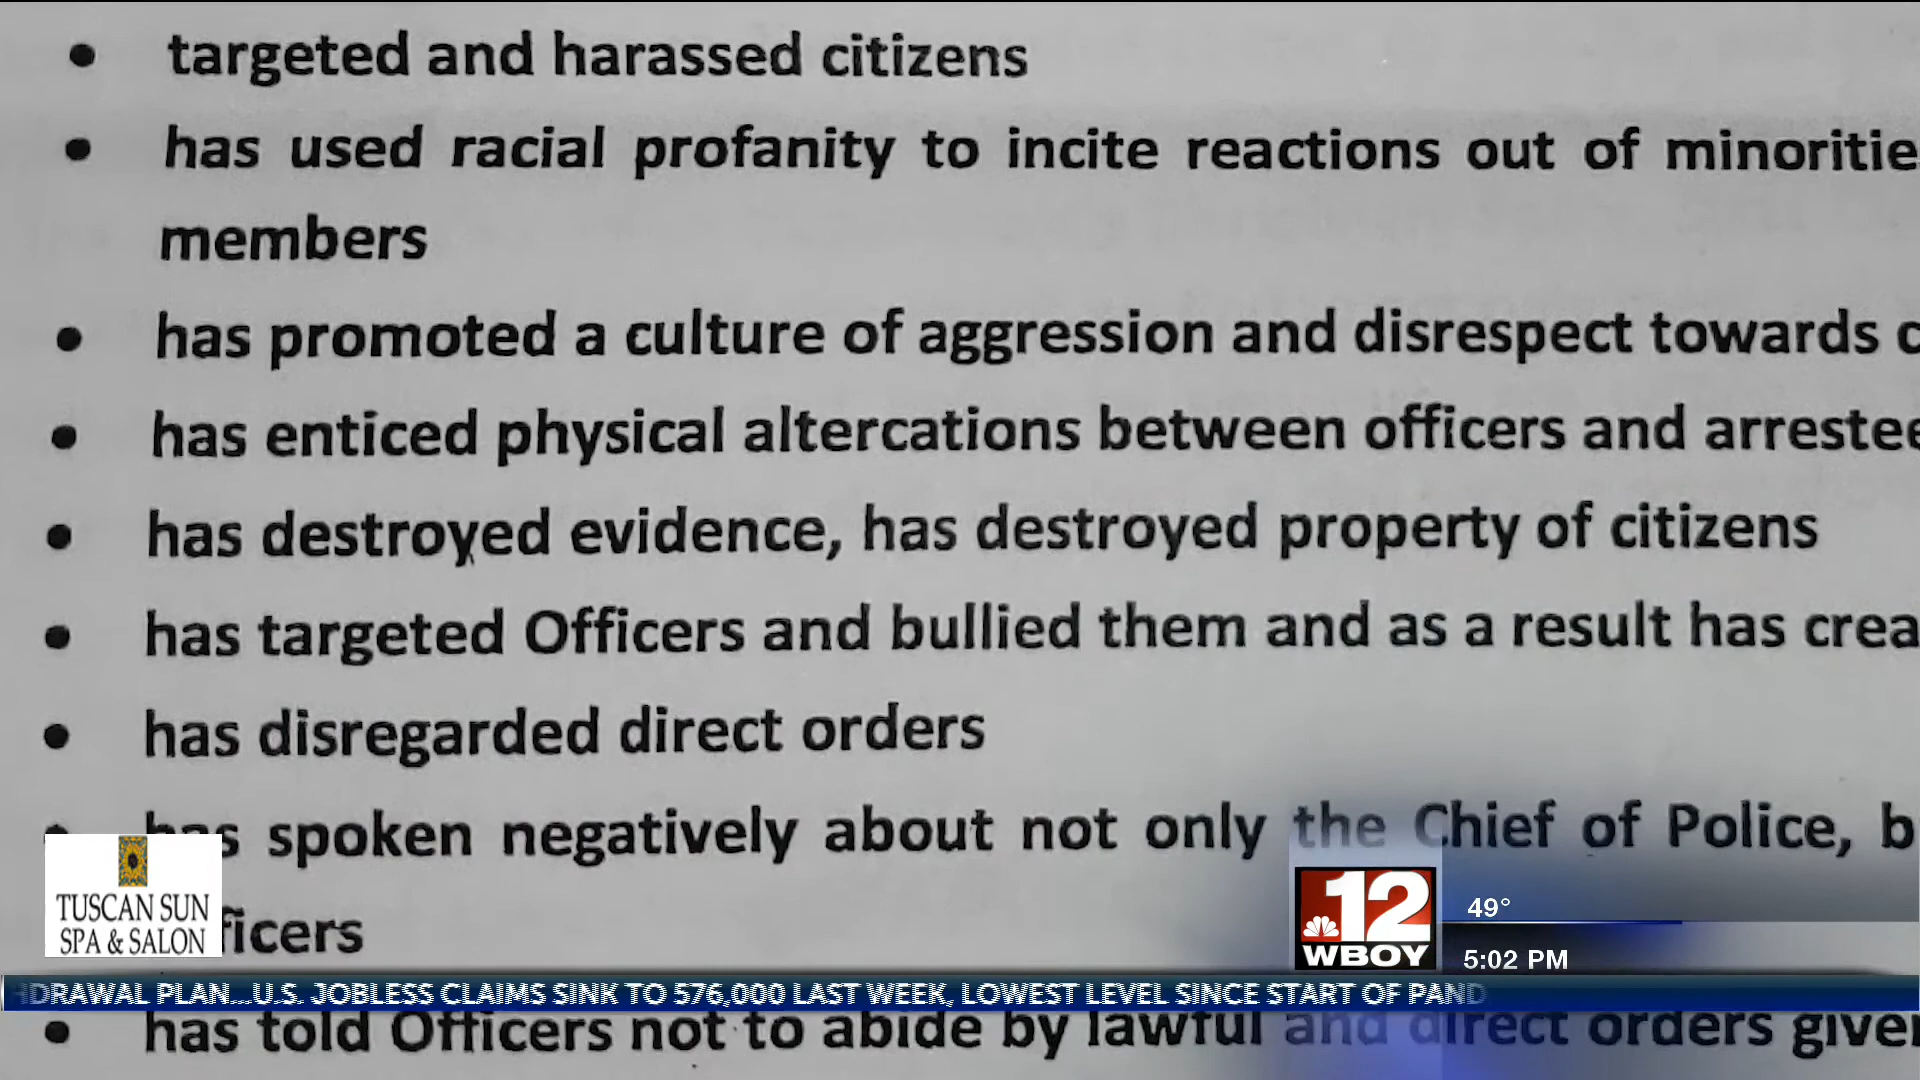 • targeted and harassed citizens
• has used racial profanity to incite reactions out of
members
• has promoted a culture of aggression and disrespect towards
• has enticed physical altercations between officers and
• has destroyed evidence, has destroyed property of citizens
• has targeted Officers and bullied them and as a result has
• has disregarded direct orders
• has spoken negatively about not only the Chief of Police,
ficers
TUSCAN SUN
SPA & SALON
12
WBOY
49°
5:02 PM
DRAWAL PLAN...U.S. JOBLESS CLAIMS SINK TO 576,000 LAST WEEK, LOWEST LEVEL SINCE START OF PAND
• has told Officers not to abide by lawful and direct orders